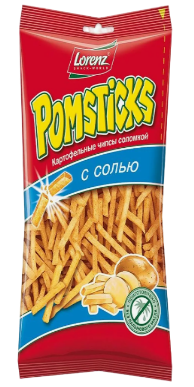 Lorenz
SNACK-WORLD
POMSTICKS
Картофельные чипсы соломкой
С СОЛЬЮ